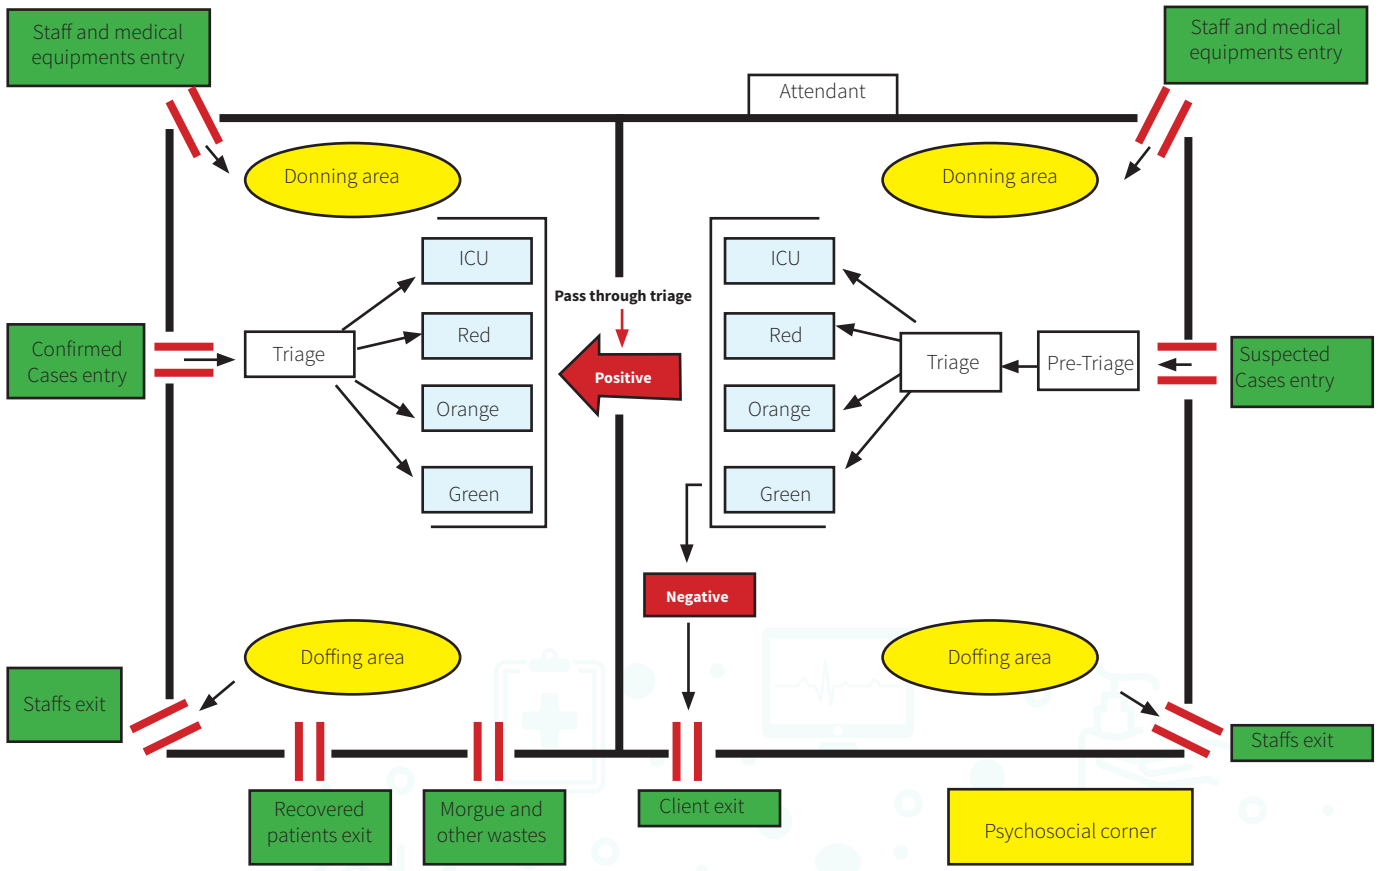 Staff and medical
equipments entry
Staff and medical
equipments entry
Attendant
Donning area
Donning area
ICU
ICU
Pass through triage
Red
Red
Confirmed
Cases entry
Triage
Positive
Triage
Pre-Triage
Suspected
Cases entry
Orange
Orange
Green
Green
Negative
Doffing area
Doffing area
Staffs exit
Staffs exit
Recovered
patients exit
Morgue and
other wastes
Client exit
Psychosocial corner